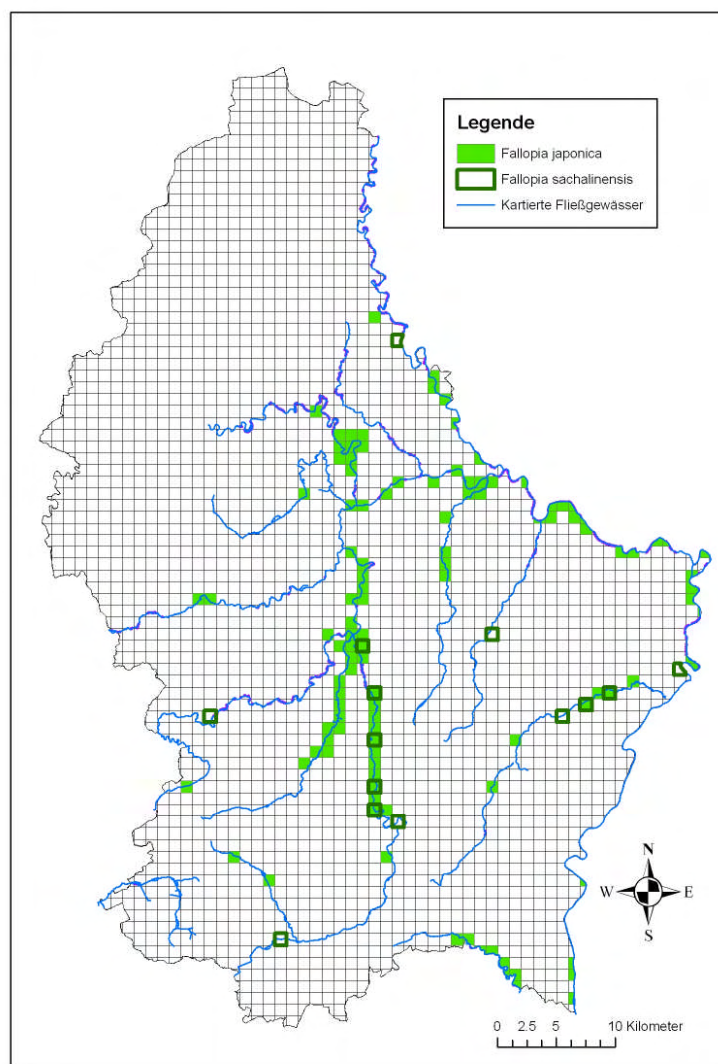 Legende
Fallopia japonica
Fallopia sachalinensis
Kartierte Fließgewässer
N
W E
S
0 2.5 5 10 Kilometer